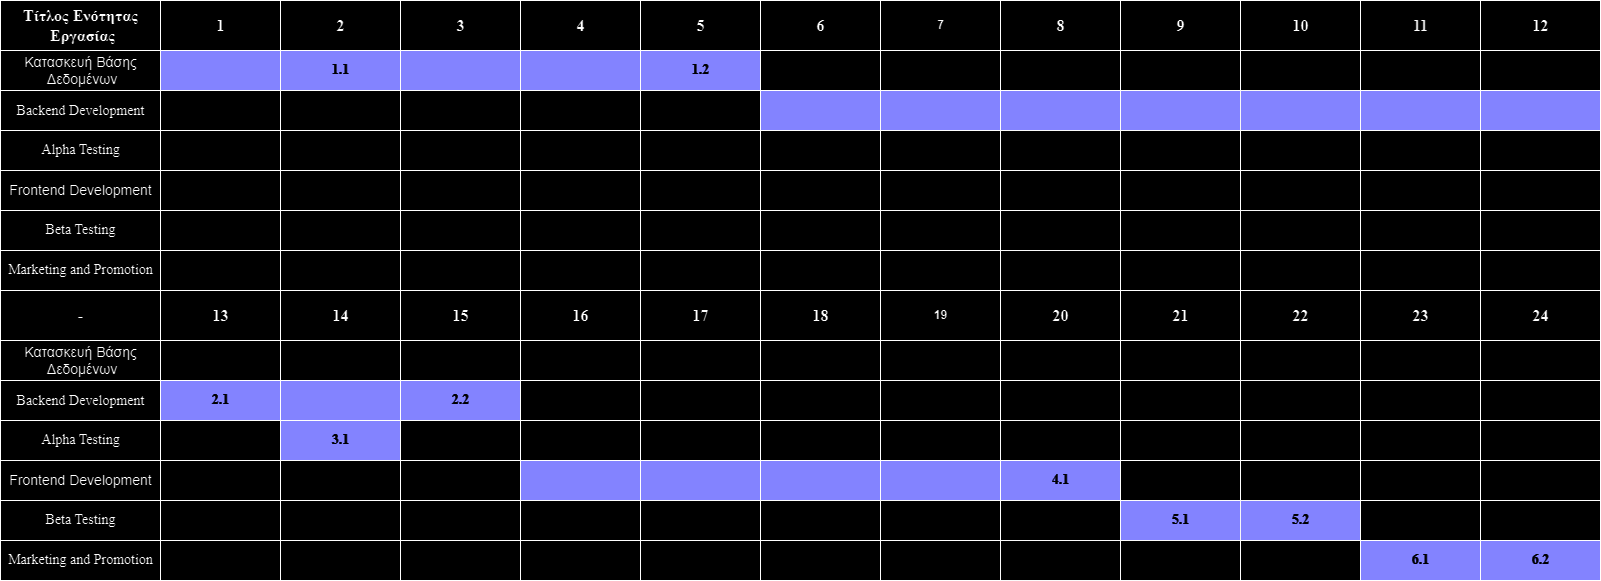 Τίτλος Ενότητας
Εργασίας
1 2 3 4 5 6 7 8 9 10 11 12
Κατασκευή Βάσης
Δεδομένων
1.1 1.2
Backend Development
Alpha Testing
Frontend Development
Beta Testing
Marketing and Promotion
- 13 14 15 16 17 18 19 20 21 22 23 24
Κατασκευή Βάσης
Δεδομένων
Backend Development 2.1 2.2
Alpha Testing 3.1
Frontend Development 4.1
Beta Testing 5.1 5.2
Marketing and Promotion 6.1 6.2